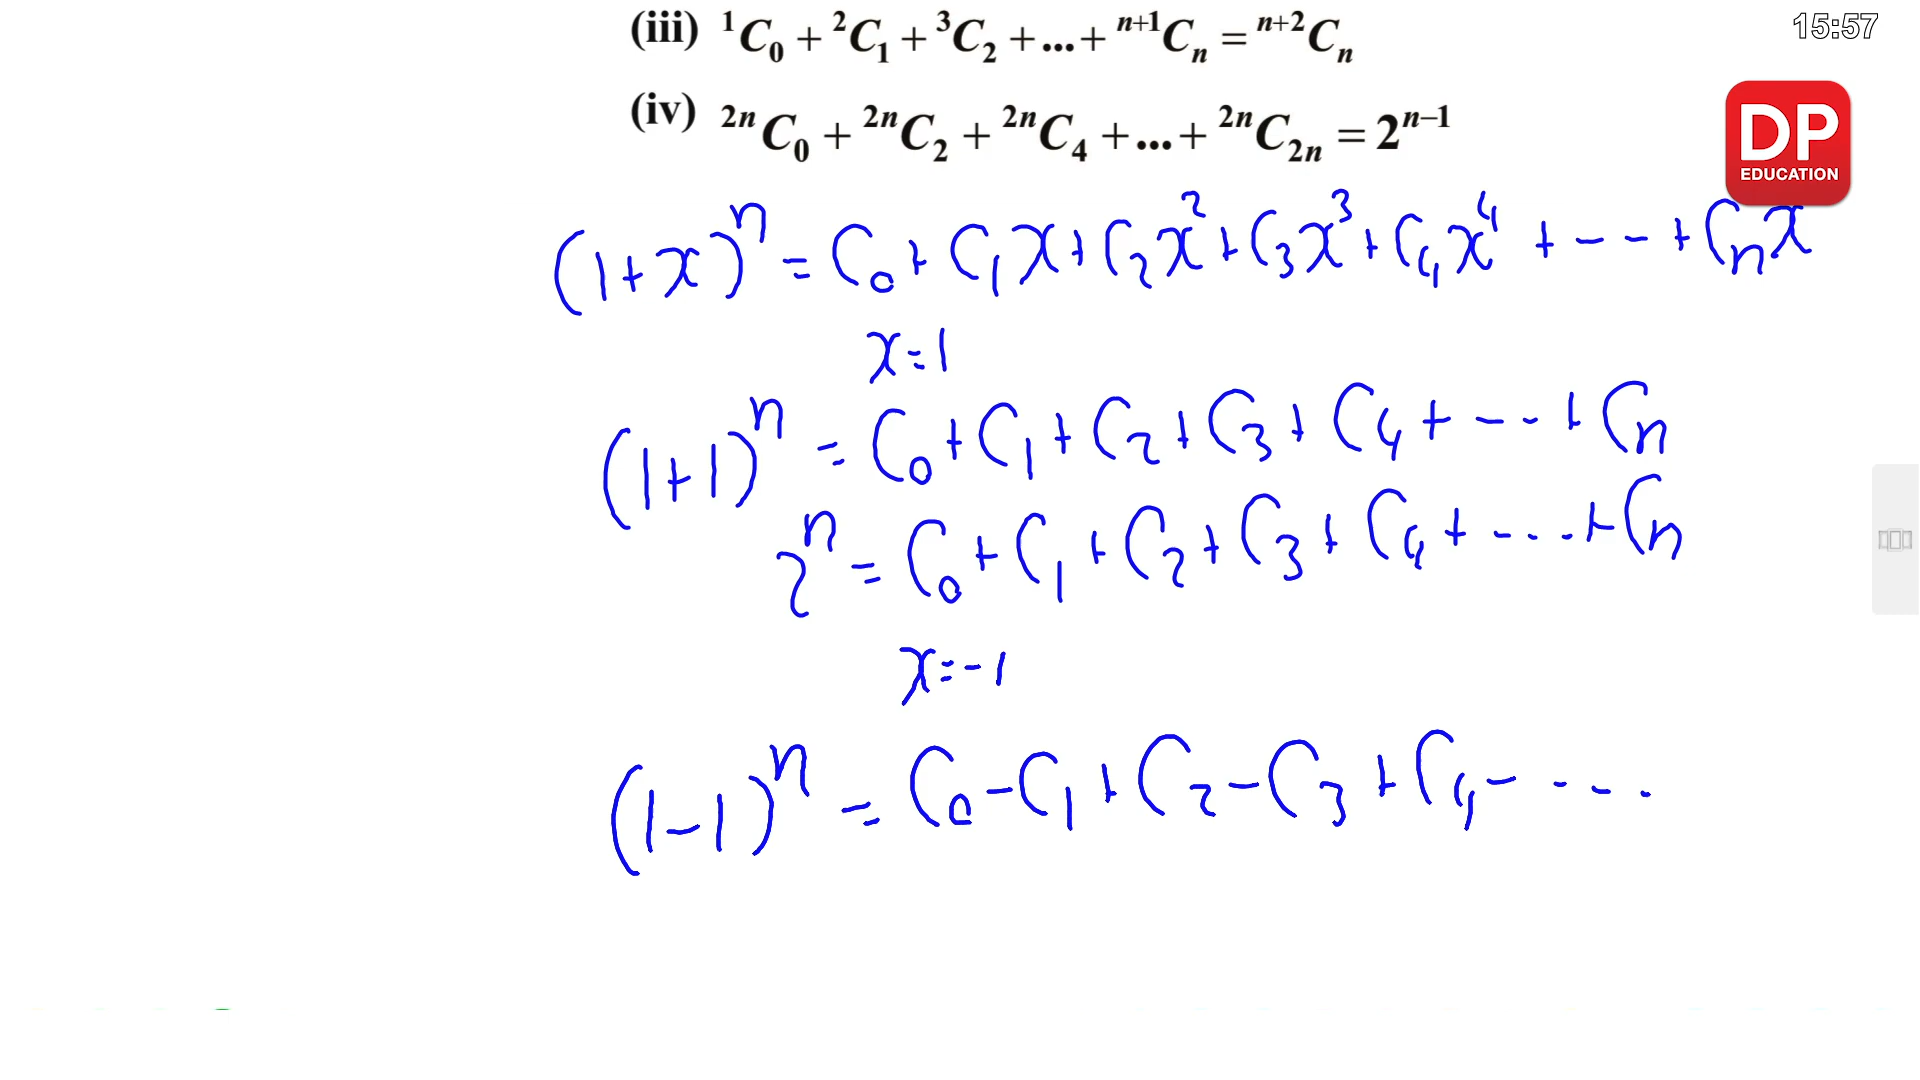 (iii) ¹C₀ + ²C₁ + ³C₂ + ... + ⁿ⁺¹Cₙ = ⁿ⁺²Cₙ
15:57
(iv) ²ⁿC₀ + ²ⁿC₂ + ²ⁿC₄ + ... + ²ⁿC₂ₙ = 2ⁿ⁻¹
DP
EDUCATION
(1+x)ⁿ = C₀ + C₁x + C₂x² + C₃x³ + C₄x⁴ + --- + Cₙx
x=1
(1+1)ⁿ = C₀ + C₁ + C₂ + C₃ + C₄ + --.. + Cₙ
2ⁿ = C₀ + C₁ + C₂ + C₃ + C₄ + .... + Cₙ
x=-1
(1-1)ⁿ = C₀ - C₁ + C₂ - C₃ + C₄ - ....